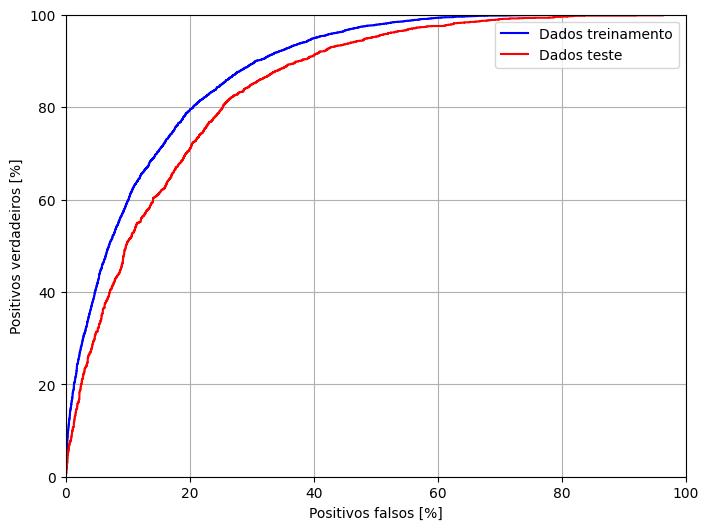 100
80
60
40
20
0
Positivos verdadeiros [%]
Dados treinamento
Dados teste
0 20 40 60 80 100
Positivos falsos [%]